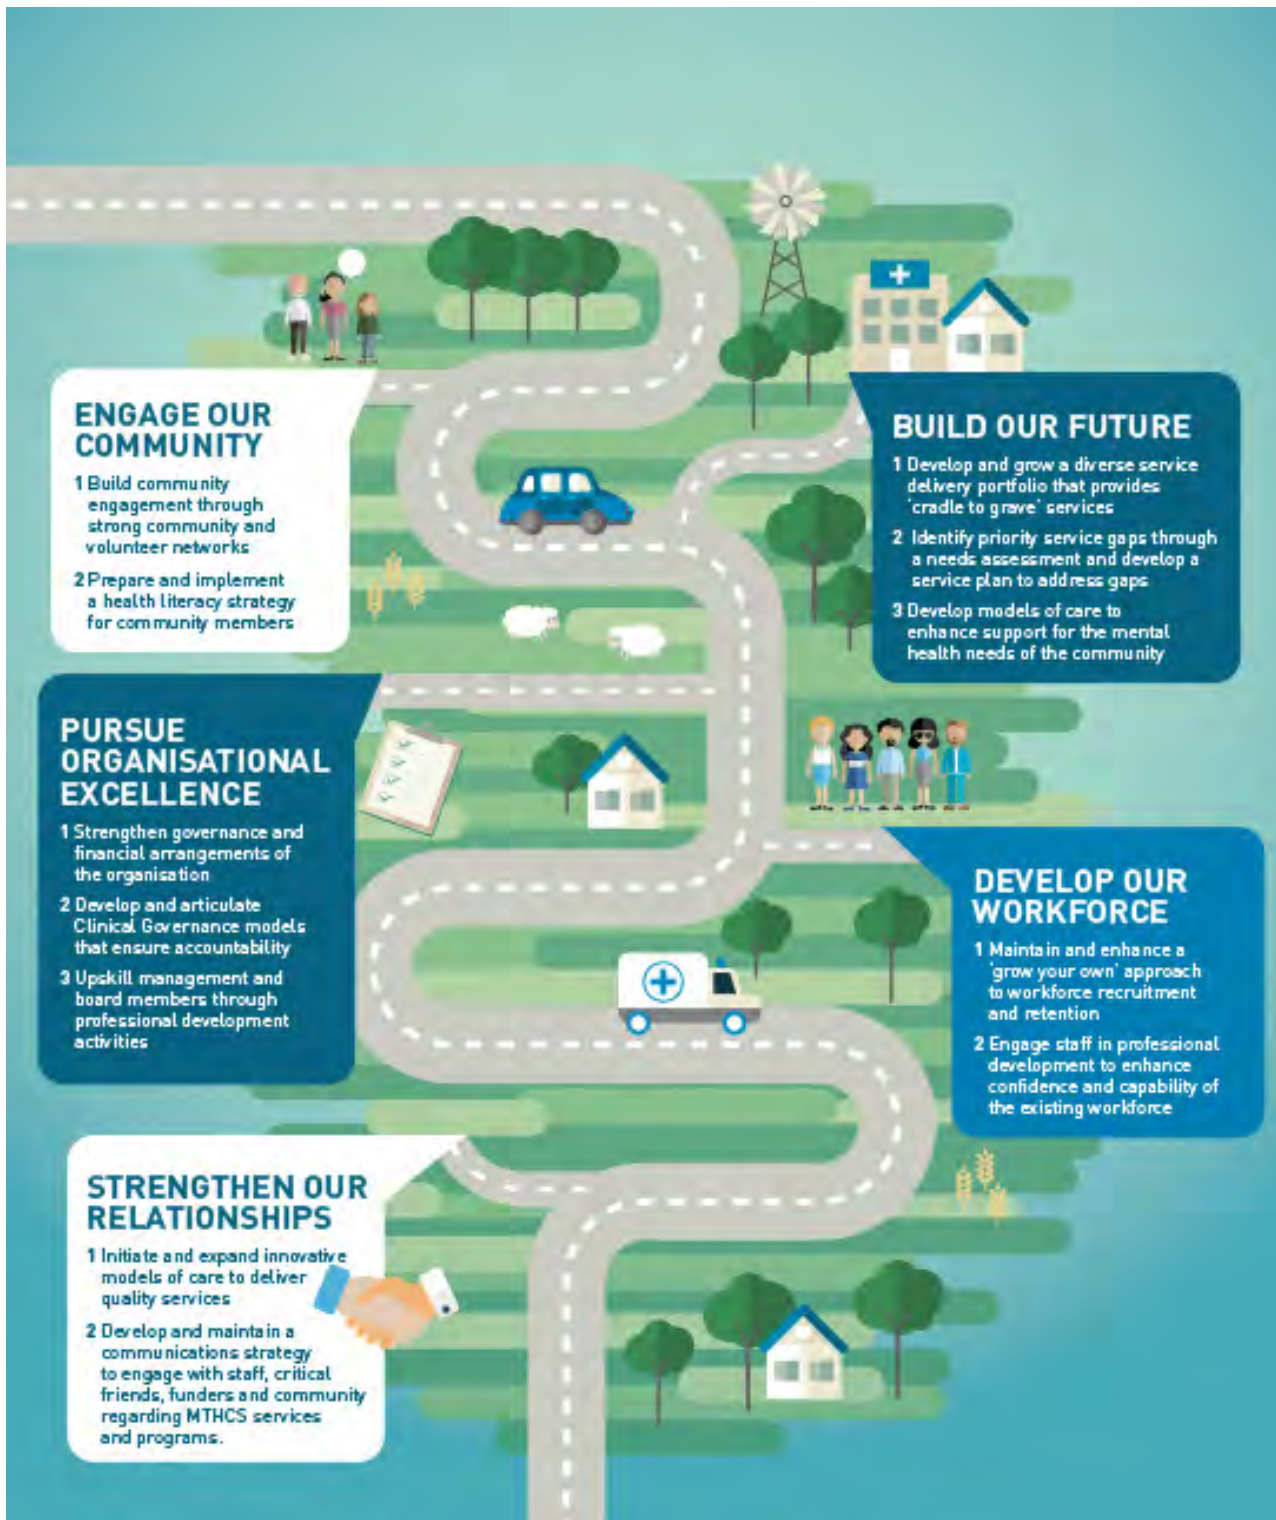 ENGAGE OUR
COMMUNITY
1 Build community
engagement through
strong community and
volunteer networks
2 Prepare and implement
a health literacy strategy
for community members
BUILD OUR FUTURE
1 Develop and grow a diverse service
delivery portfolio that provides
'cradle to grave' services
2 Identify priority service gaps through
a needs assessment and develop a
service plan to address gaps
3 Develop models of care to
enhance support for the mental
health needs of the community
PURSUE
ORGANISATIONAL
EXCELLENCE
1 Strengthen governance and
financial arrangements of
the organisation
2 Develop and articulate
Clinical Governance models
that ensure accountability
3 Upskill management and
board members through
professional development
activities
DEVELOP OUR
WORKFORCE
1 Maintain and enhance a
'grow your own' approach
to workforce recruitment
and retention
2 Engage staff in professional
development to enhance
confidence and capability of
the existing workforce
STRENGTHEN OUR
RELATIONSHIPS
1 Initiate and expand innovative
models of care to deliver
quality services
2 Develop and maintain a
communications strategy
to engage with staff, critical
friends, funders and community
regarding MTHCS services
and programs.